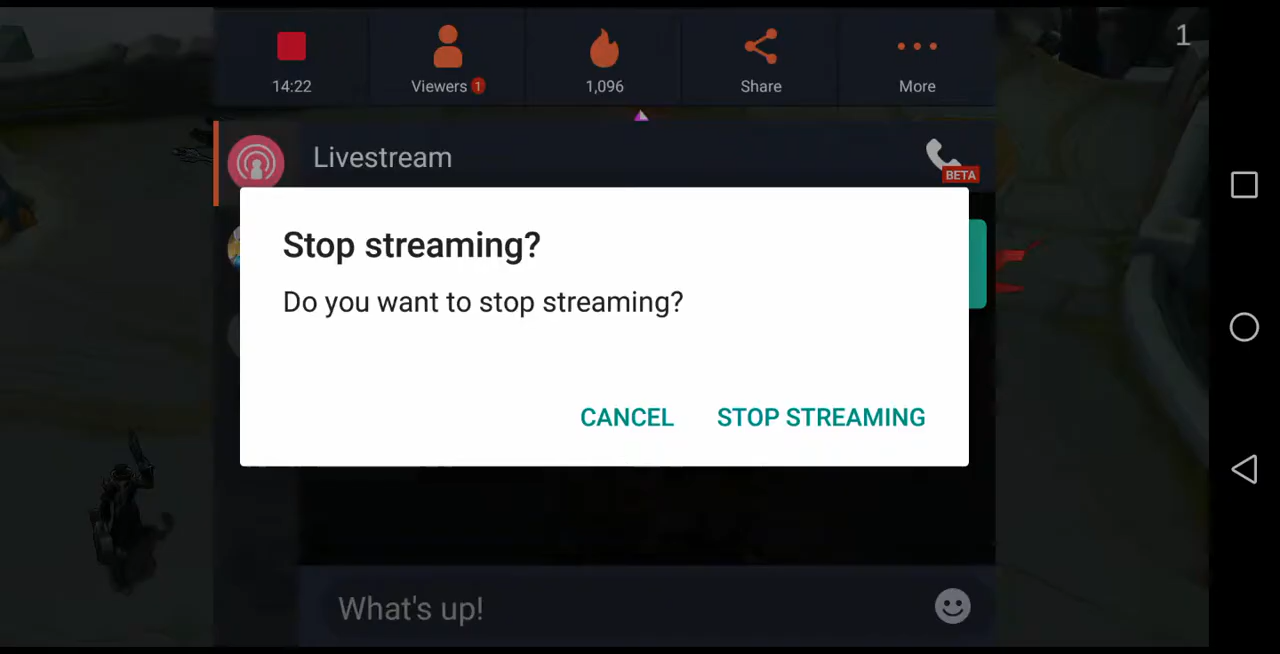 1
14:22
Viewers 1
1,096
Share
More
Livestream
BETA
Stop streaming?
Do you want to stop streaming?
CANCEL
STOP STREAMING
What's up!